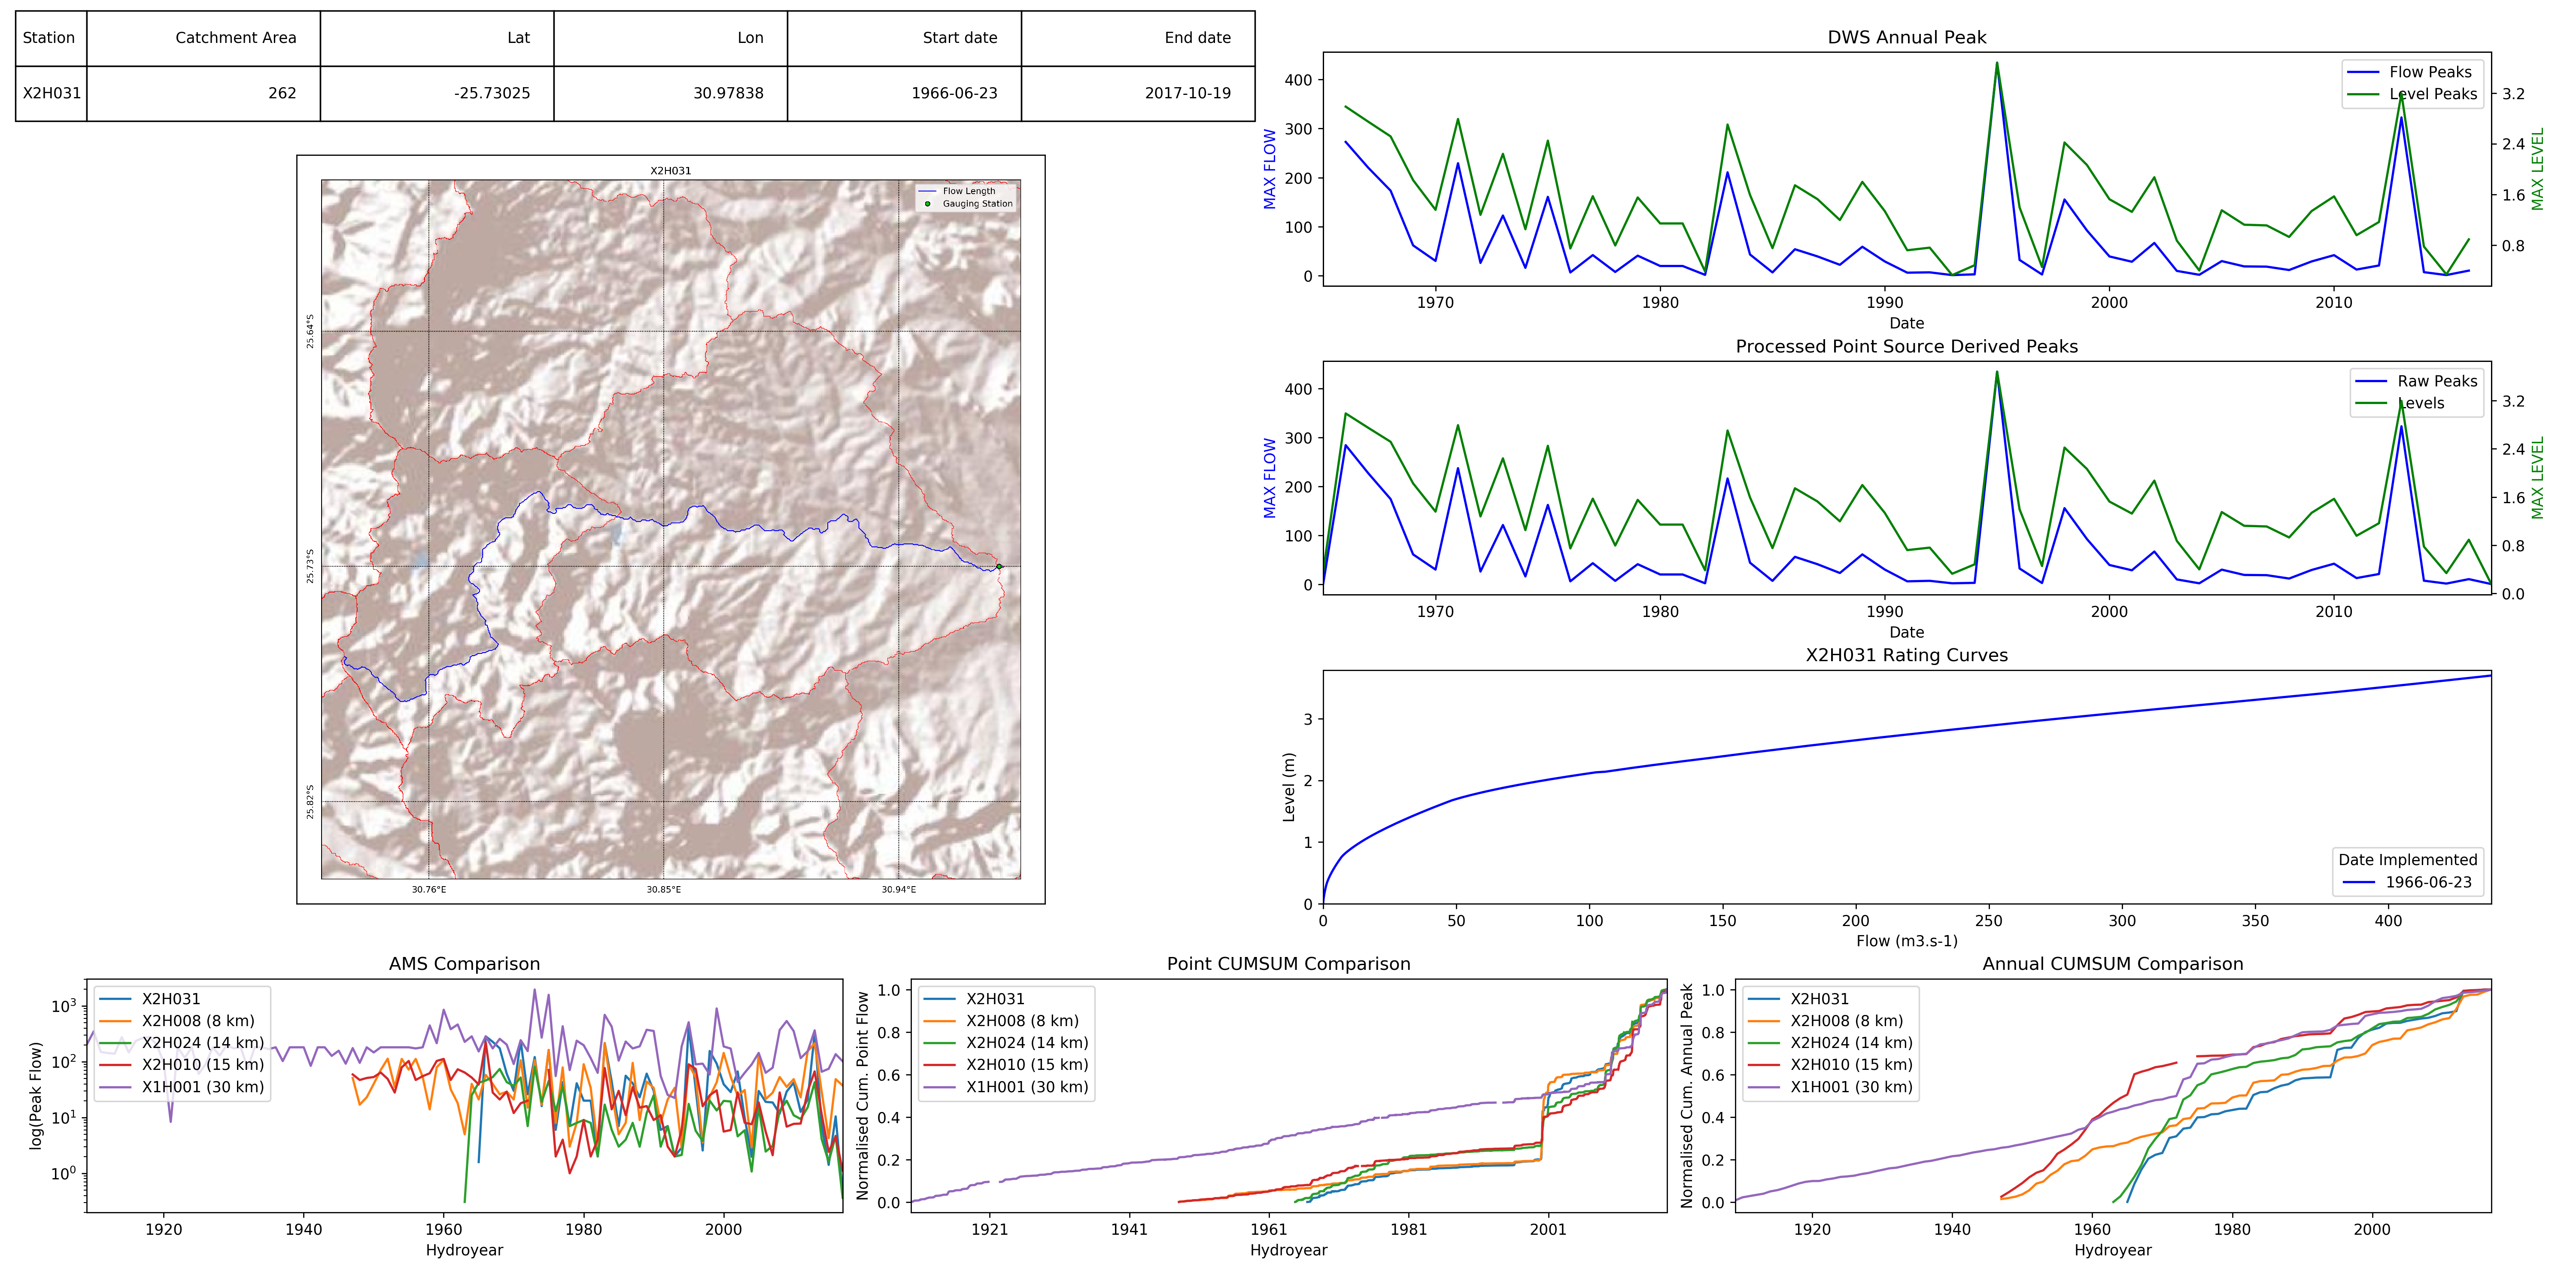 Station Catchment Area Lat Lon Start date End date
X2H031 262 -25.73025 30.97838 1966-06-23 2017-10-19
X2H031
Flow Length
Gauging Station
25.64°S
25.73°S
25.82°S
30.76°E 30.85°E 30.94°E
DWS Annual Peak
Flow Peaks
Level Peaks
MAX FLOW
400
300
200
100
0
3.2
2.4
1.6
0.8
MAX LEVEL
1970 1980 1990 2000 2010
Date
Processed Point Source Derived Peaks
Raw Peaks
Levels
MAX FLOW
400
300
200
100
0
3.2
2.4
1.6
0.8
0.0
MAX LEVEL
1970 1980 1990 2000 2010
Date
X2H031 Rating Curves
Level (m)
3
2
1
0
Date Implemented
1966-06-23
0 50 100 150 200 250 300 350 400
Flow (m3.s-1)
AMS Comparison
X2H031
X2H008 (8 km)
X2H024 (14 km)
X2H010 (15 km)
X1H001 (30 km)
log(Peak Flow)
10³
10²
10¹
10⁰
1920 1940 1960 1980 2000
Hydroyear
Point CUMSUM Comparison
X2H031
X2H008 (8 km)
X2H024 (14 km)
X2H010 (15 km)
X1H001 (30 km)
Normalised Cum. Point Flow
1.0
0.8
0.6
0.4
0.2
0.0
1921 1941 1961 1981 2001
Hydroyear
Annual CUMSUM Comparison
X2H031
X2H008 (8 km)
X2H024 (14 km)
X2H010 (15 km)
X1H001 (30 km)
Normalised Cum. Annual Peak
1.0
0.8
0.6
0.4
0.2
0.0
1920 1940 1960 1980 2000
Hydroyear